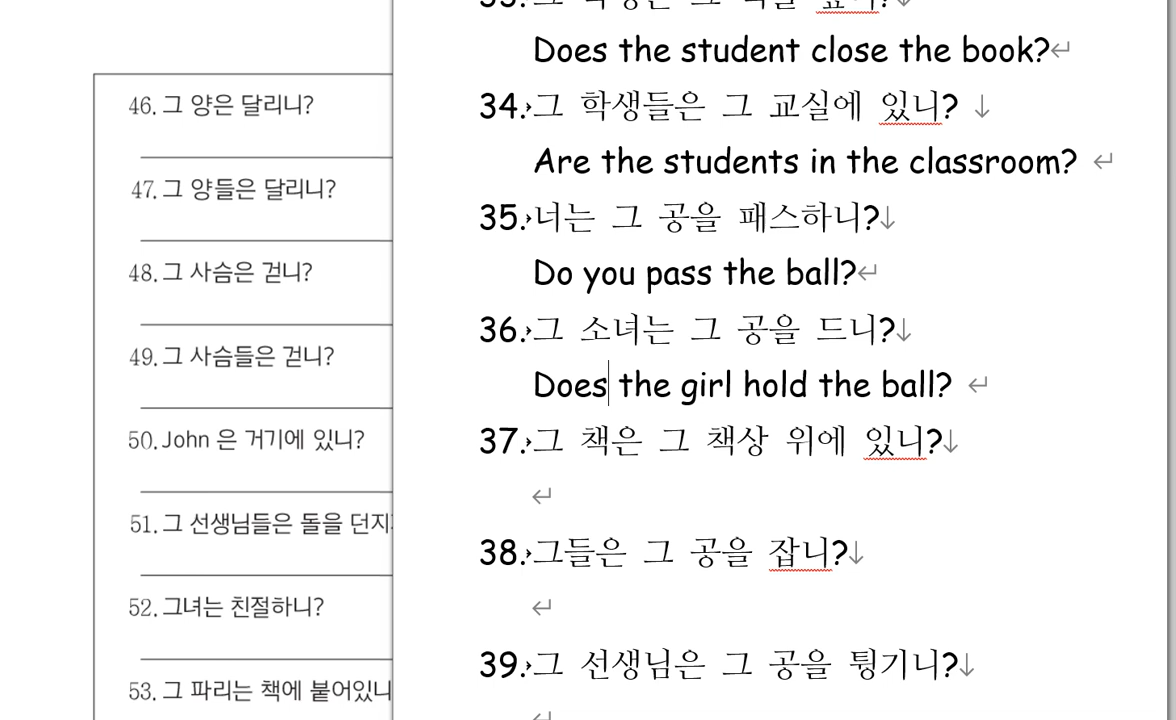 46. 그 양은 달리니?
47. 그 양들은 달리니?
48. 그 사슴은 걷니?
49. 그 사슴들은 걷니?
50. John 은 거기에 있니?
51. 그 선생님들은 돌을 던지
52. 그녀는 친절하니?
53. 그 파리는 책에 붙어있니
Does the student close the book?↵
34.›그 학생들은 그 교실에 있니? ↓
Are the students in the classroom? ↵
35.›너는 그 공을 패스하니?↓
Do you pass the ball?↵
36.›그 소녀는 그 공을 드니?↓
Does the girl hold the ball? ↵
37.›그 책은 그 책상 위에 있니?↓
↵
38.›그들은 그 공을 잡니?↓
↵
39.›그 선생님은 그 공을 튕기니?↓
↵